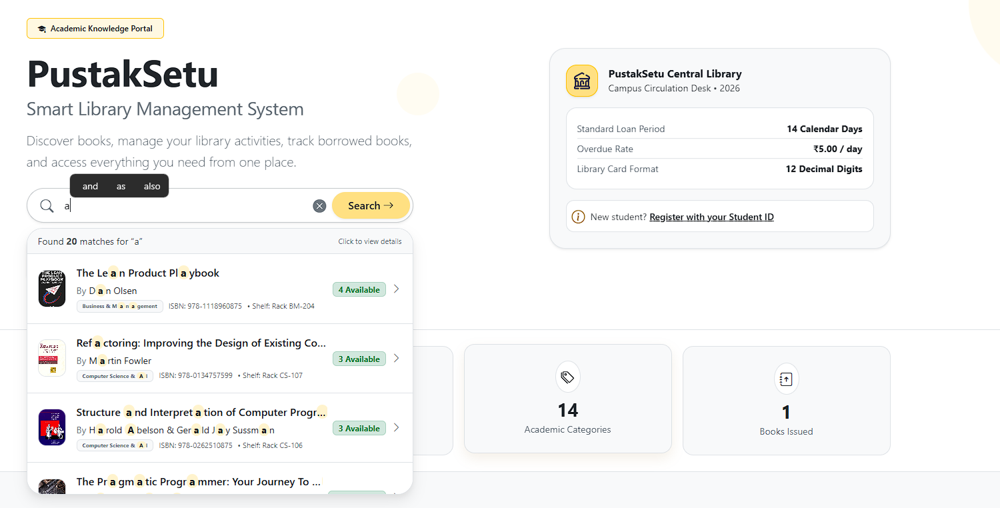 Academic Knowledge Portal
PustakSetu
Smart Library Management System
Discover books, manage your library activities, track borrowed books,
and access everything you need from one place.
and as also
a
Search →
Found 20 matches for “a”
Click to view details
The Lean Product Playbook
By Dan Olsen
4 Available
Business & Management ISBN: 978-1118960875 • Shelf: Rack BM-204
Refactoring: Improving the Design of Existing Co...
By Martin Fowler
3 Available
Computer Science & AI ISBN: 978-0134757599 • Shelf: Rack CS-107
Structure and Interpretation of Computer Progr...
By Harold Abelson & Gerald Jay Sussman
3 Available
Computer Science & AI ISBN: 978-0262510875 • Shelf: Rack CS-106
The Pragmatic Programmer: Your Journey To ...
PustakSetu Central Library
Campus Circulation Desk • 2026
Standard Loan Period 14 Calendar Days
Overdue Rate ₹5.00 / day
Library Card Format 12 Decimal Digits
New student? Register with your Student ID
14
Academic Categories
1
Books Issued